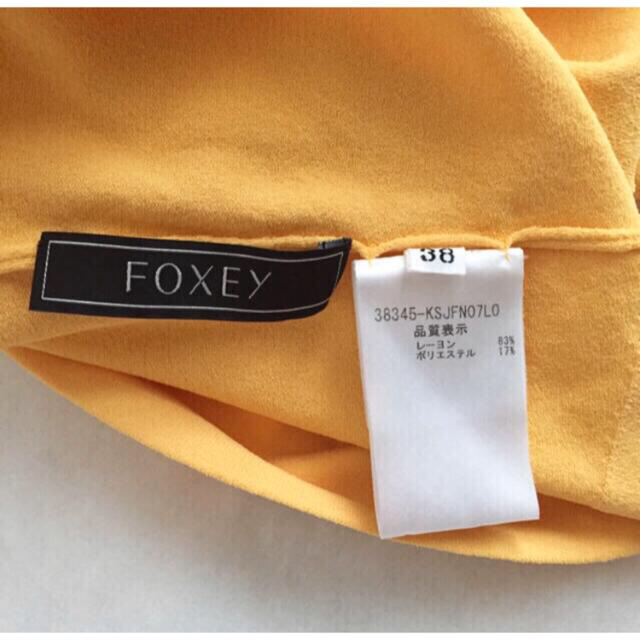 FOXEY
38
38345-KSJFN07L0
品質表示
レーヨン 83%
ポリエステル 17%